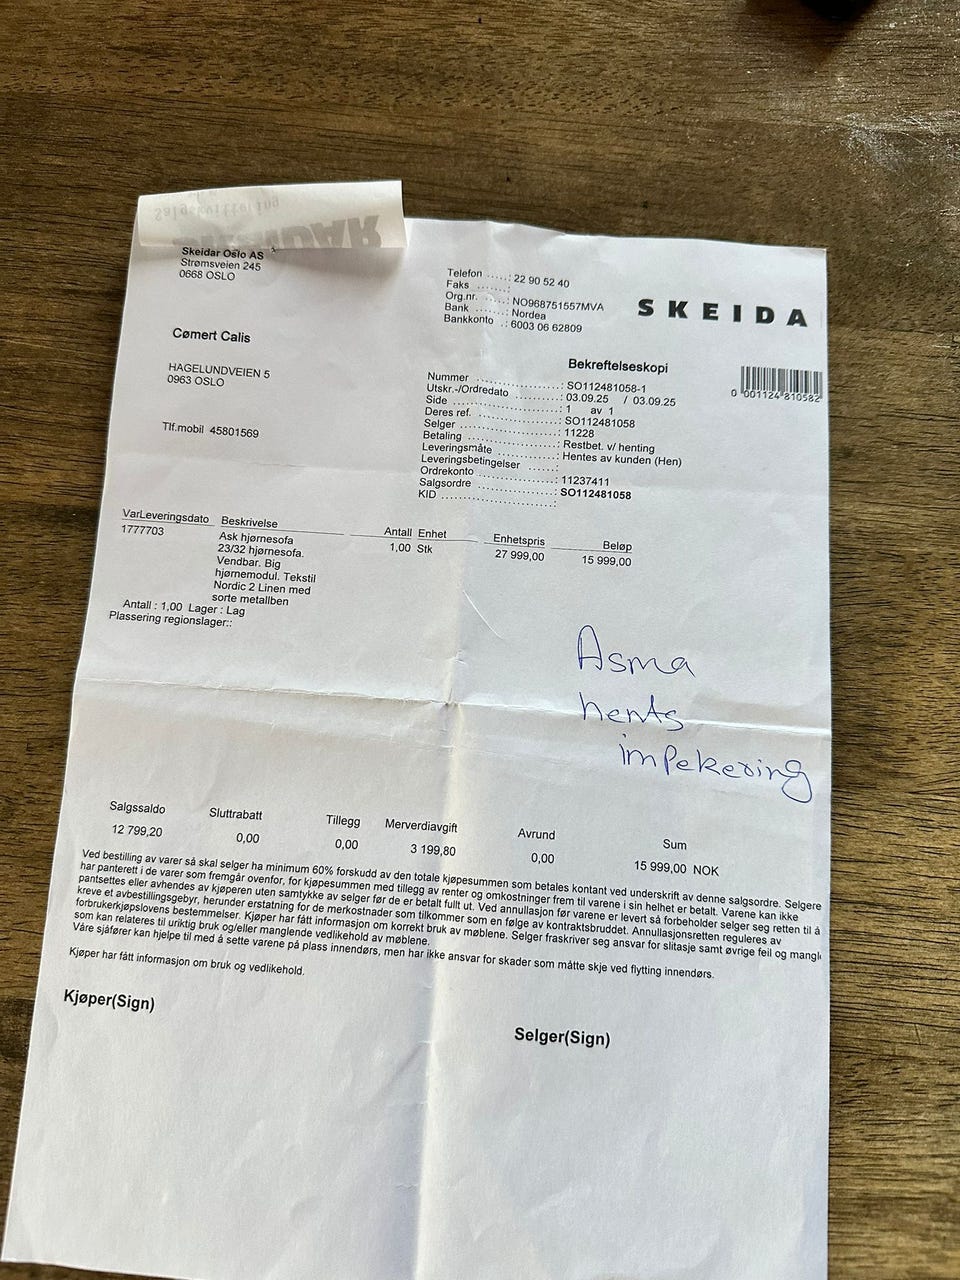 Salgskvittering
SKEIDAR
Skeidar Oslo AS
Strømsveien 245
0668 OSLO
Telefon .....: 22 90 52 40
Faks .......:
Org.nr. .....: NO968751557MVA
Bank .......: Nordea
Bankkonto .: 6003 06 62809
SKEIDA
Cømert Calis
HAGELUNDVEIEN 5
0963 OSLO
Tlf.mobil 45801569
Bekreftelseskopi
0 001124 810582
Nummer ..................: SO112481058-1
Utskr.-/Ordredato ..........: 03.09.25 / 03.09.25
Side ......................: 1 av 1
Deres ref. .................: SO112481058
Selger ....................: 11228
Betaling ..................: Restbet. v/ henting
Leveringsmåte .............: Hentes av kunden (Hen)
Leveringsbetingelser ......:
Ordrekonto ................: 11237411
Salgsordre ................: SO112481058
KID ......................:
VarLeveringsdato Beskrivelse Antall Enhet Enhetspris Beløp
1777703 Ask hjørnesofa 1,00 Stk 27 999,00 15 999,00
23/32 hjørnesofa.
Vendbar. Big
hjørnemodul. Tekstil
Nordic 2 Linen med
sorte metallben
Antall : 1,00 Lager : Lag
Plassering regionslager::
Asma
hents
impekering
Salgssaldo Sluttrabatt Tillegg Merverdiavgift Avrund Sum
12 799,20 0,00 0,00 3 199,80 0,00 15 999,00 NOK
Ved bestilling av varer så skal selger ha minimum 60% forskudd av den totale kjøpesummen som betales kontant ved underskrift av denne salgsordre. Selgere
har panterett i de varer som fremgår ovenfor, for kjøpesummen med tillegg av renter og omkostninger frem til varene i sin helhet er betalt. Varene kan ikke
pantsettes eller avhendes av kjøperen uten samtykke av selger før de er betalt fullt ut. Ved annullasjon før varene er levert så forbeholder selger seg retten til å
kreve et avbestillingsgebyr, herunder erstatning for de merkostnader som tilkommer som en følge av kontraktsbruddet. Annullasjonsretten reguleres av
forbrukerkjøpslovens bestemmelser. Kjøper har fått informasjon om korrekt bruk av møblene. Selger fraskriver seg ansvar for slitasje samt øvrige feil og mangl
som kan relateres til uriktig bruk og/eller manglende vedlikehold av møblene.
Våre sjåfører kan hjelpe til med å sette varene på plass innendørs, men har ikke ansvar for skader som måtte skje ved flytting innendørs.
Kjøper har fått informasjon om bruk og vedlikehold.
Kjøper(Sign)
Selger(Sign)